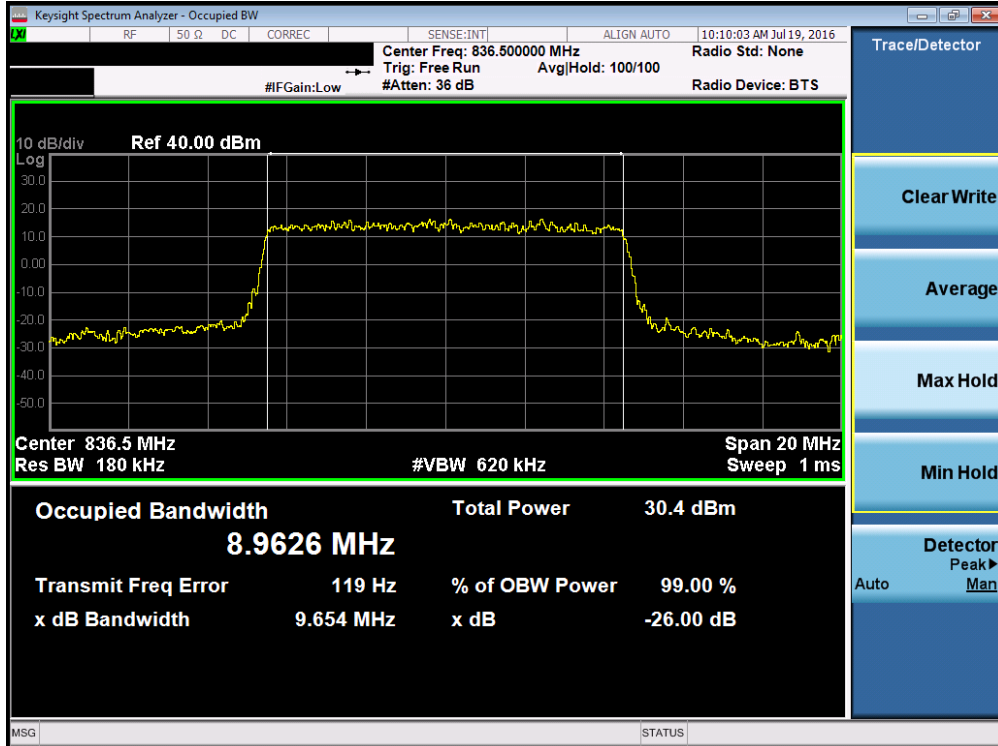 Keysight Spectrum Analyzer - Occupied BW
LXI RF 50 Ω DC CORREC SENSE:INT ALIGN AUTO 10:10:03 AM Jul 19, 2016
Center Freq: 836.500000 MHz Radio Std: None
Trig: Free Run Avg|Hold: 100/100
#IFGain:Low #Atten: 36 dB Radio Device: BTS
10 dB/div Ref 40.00 dBm
Log
30.0
20.0
10.0
0.00
-10.0
-20.0
-30.0
-40.0
-50.0
Center 836.5 MHz Span 20 MHz
Res BW 180 kHz #VBW 620 kHz Sweep 1 ms
Occupied Bandwidth Total Power 30.4 dBm
8.9626 MHz
Transmit Freq Error 119 Hz % of OBW Power 99.00 %
x dB Bandwidth 9.654 MHz x dB -26.00 dB
Trace/Detector
Clear Write
Average
Max Hold
Min Hold
Detector
Peak▶
Auto Man
MSG STATUS